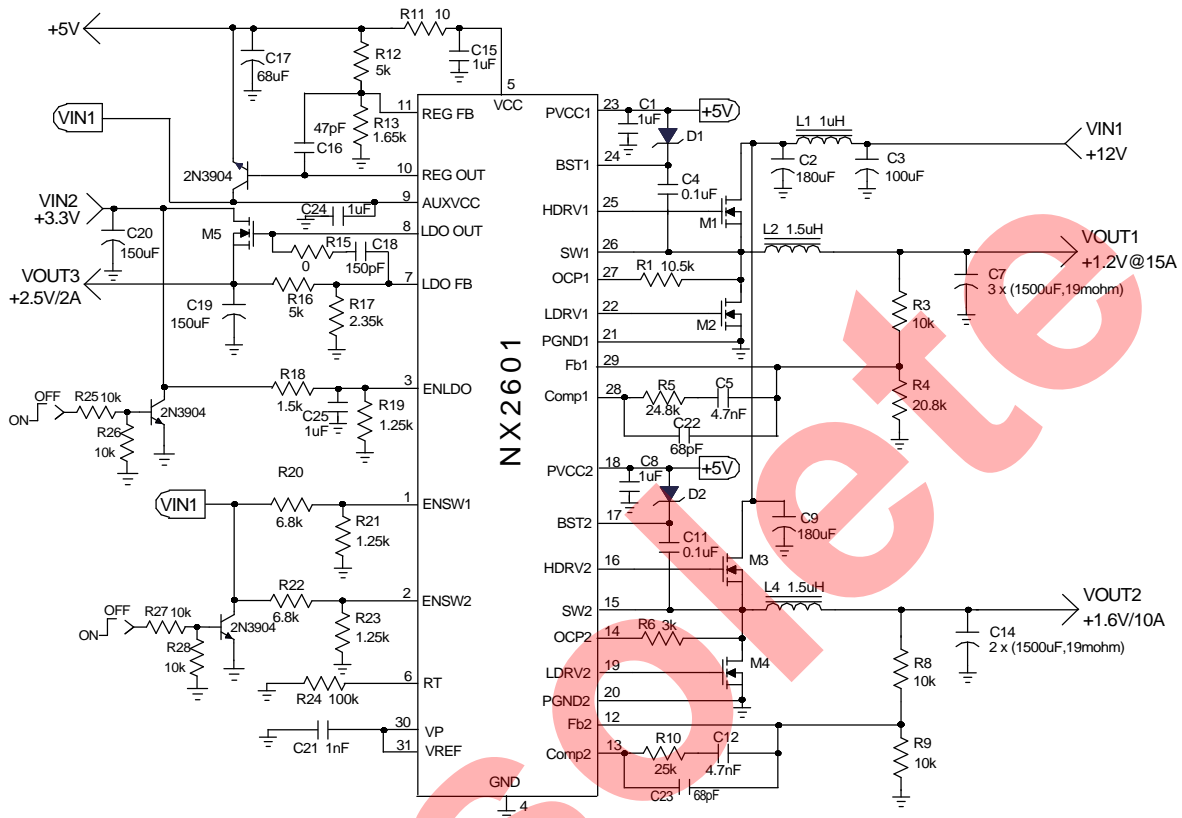 +5V
R11 10
C17
68uF
R12
5k
C15
1uF
5
VCC
VIN1
11
REG FB
47pF
C16
R13
1.65k
10
REG OUT
2N3904
VIN2
+3.3V
9
AUXVCC
C24
1uF
8
LDO OUT
M5
C20
150uF
R15
0
C18
150pF
7
LDO FB
VOUT3
+2.5V/2A
C19
150uF
R16
5k
R17
2.35k
3
ENLDO
R18
1.5k
C25
1uF
R19
1.25k
OFF
ON
R25 10k
R26
10k
2N3904
VIN1
R20
6.8k
1
ENSW1
R21
1.25k
R22
6.8k
2
ENSW2
R23
1.25k
OFF
ON
R27 10k
R28
10k
2N3904
6
RT
R24 100k
30
VP
C21 1nF
31
VREF
GND
4
NX2601
PVCC1
23
C1
1uF
+5V
D1
BST1
24
C4
0.1uF
HDRV1
25
M1
L1 1uH
C2
180uF
C3
100uF
VIN1
+12V
SW1
26
L2 1.5uH
VOUT1
+1.2V@15A
OCP1
27
R1 10.5k
C7
3 x (1500uF,19mohm)
LDRV1
22
M2
R3
10k
PGND1
21
Fb1
29
Comp1
28
R5
24.8k
C5
4.7nF
C22
68pF
R4
20.8k
PVCC2
18
C8
1uF
+5V
D2
BST2
17
C11
0.1uF
C9
180uF
HDRV2
16
M3
SW2
15
L4 1.5uH
VOUT2
+1.6V/10A
OCP2
14
R6 3k
C14
2 x (1500uF,19mohm)
LDRV2
19
M4
R8
10k
PGND2
20
Fb2
12
Comp2
13
R10
25k
C12
4.7nF
C23
68pF
R9
10k
solete